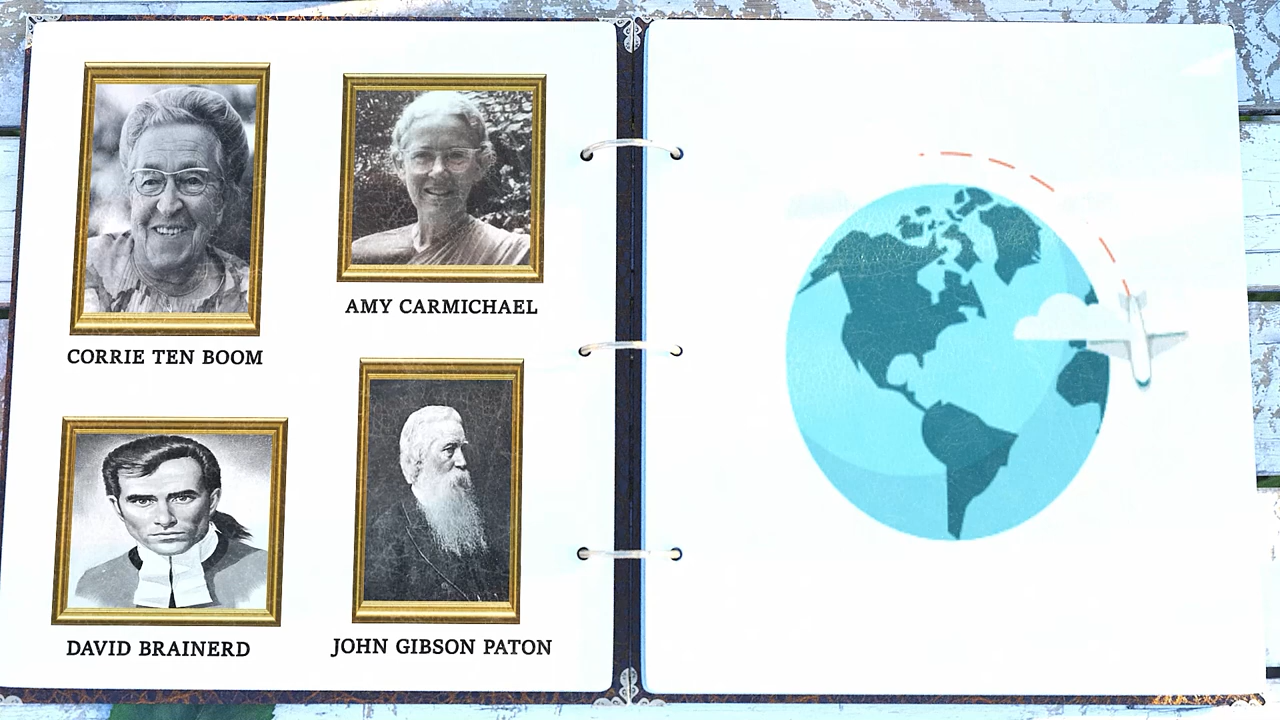 CORRIE TEN BOOM
AMY CARMICHAEL
DAVID BRAINERD
JOHN GIBSON PATON